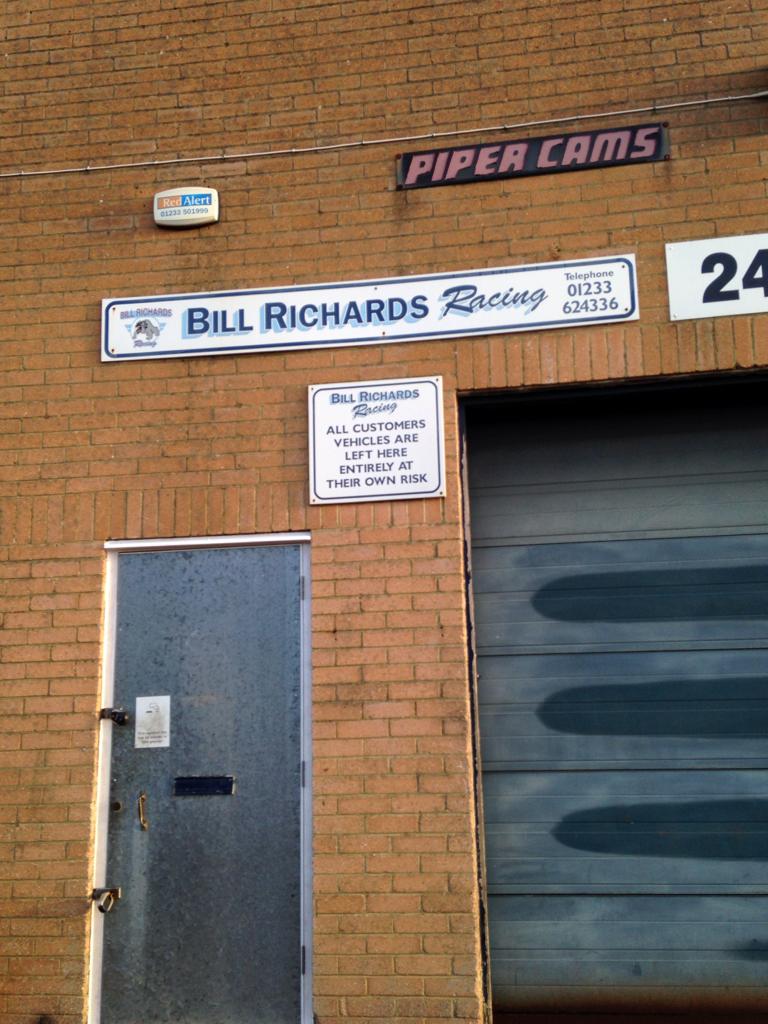 PIPER CAMS
Red Alert
01233 501999
24
BILL RICHARDS
Racing
BILL RICHARDS Racing
Telephone
01233
624336
BILL RICHARDS
Racing
ALL CUSTOMERS
VEHICLES ARE
LEFT HERE
ENTIRELY AT
THEIR OWN RISK